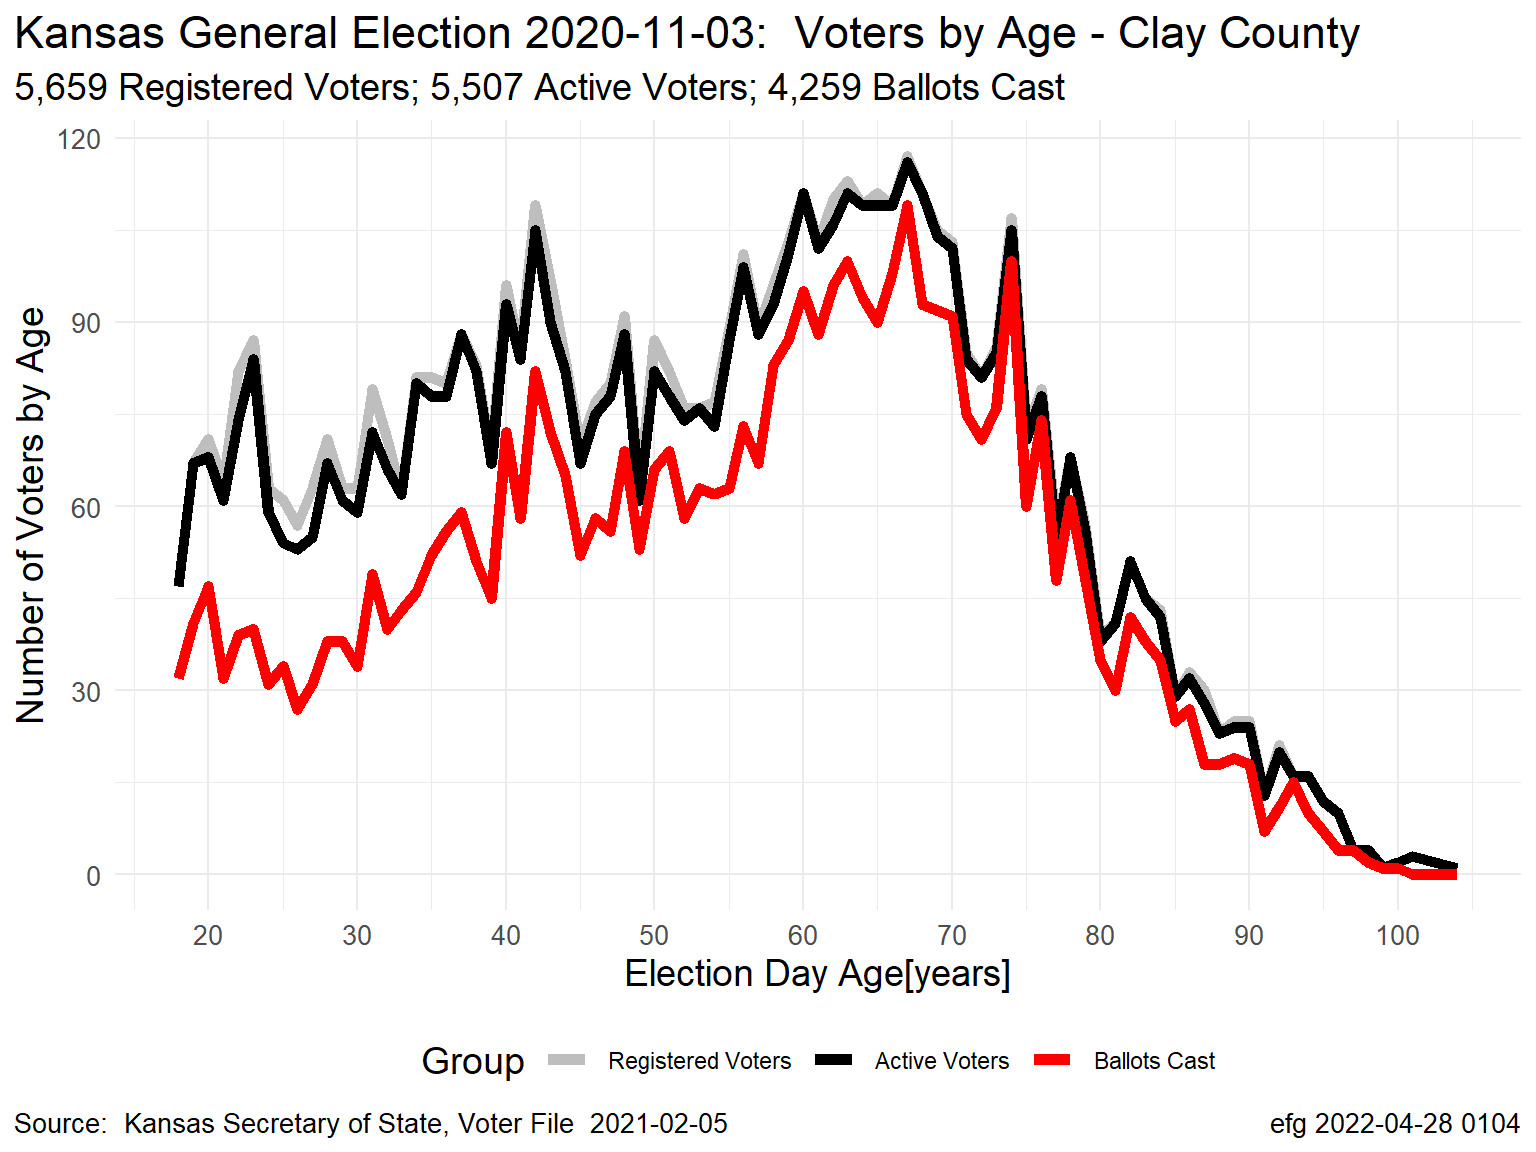 Kansas General Election 2020-11-03:  Voters by Age - Clay County
5,659 Registered Voters; 5,507 Active Voters; 4,259 Ballots Cast
Number of Voters by Age
120
90
60
30
0
20 30 40 50 60 70 80 90 100
Election Day Age[years]
Group Registered Voters Active Voters Ballots Cast
Source:  Kansas Secretary of State, Voter File  2021-02-05 efg 2022-04-28 0104